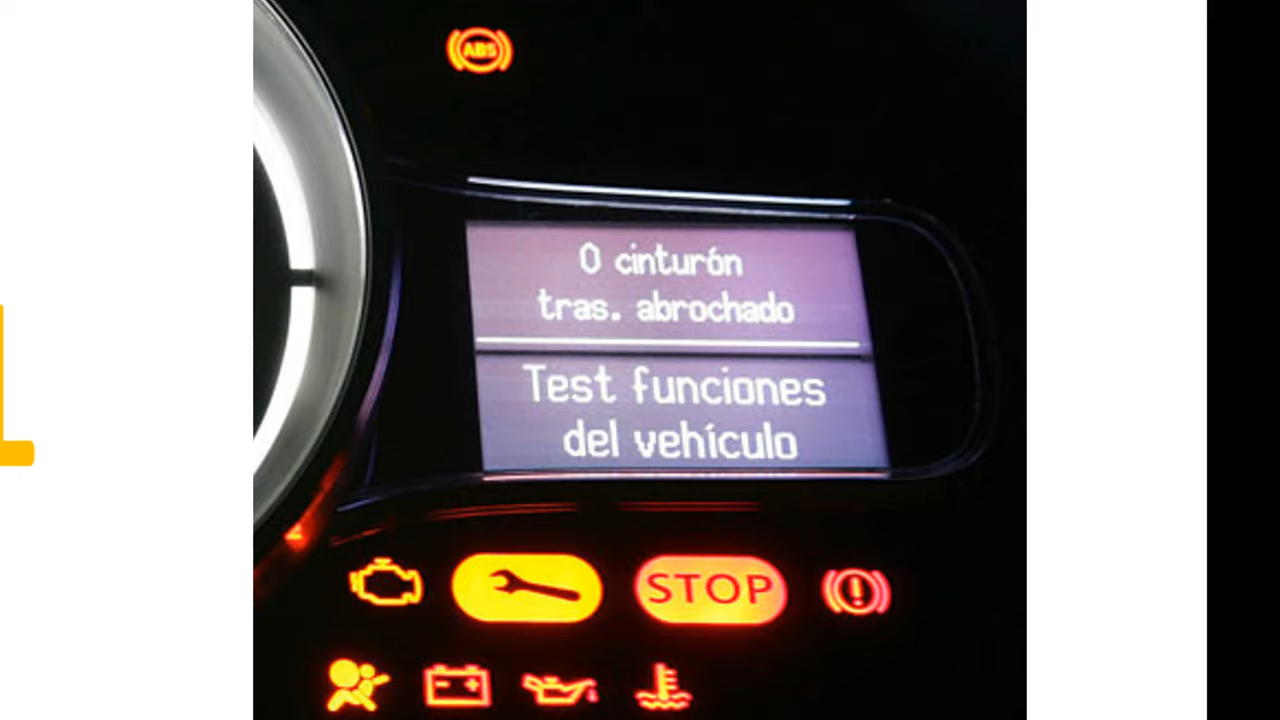 ABS
0 cinturón
tras. abrochado
Test funciones
del vehículo
STOP